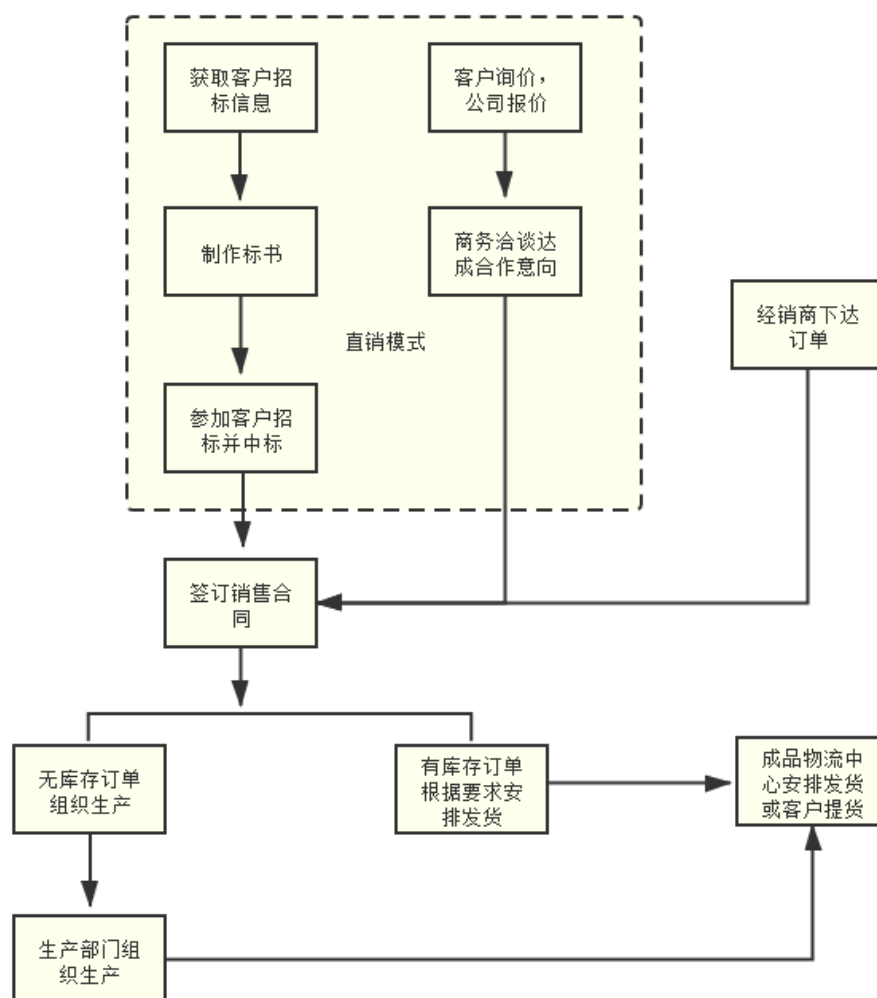 获取客户招
标信息
客户询价，
公司报价
制作标书
商务洽谈达
成合作意向
经销商下达
订单
直销模式
参加客户招
标并中标
签订销售合
同
无库存订单
组织生产
有库存订单
根据要求安
排发货
成品物流中
心安排发货
或客户提货
生产部门组
织生产